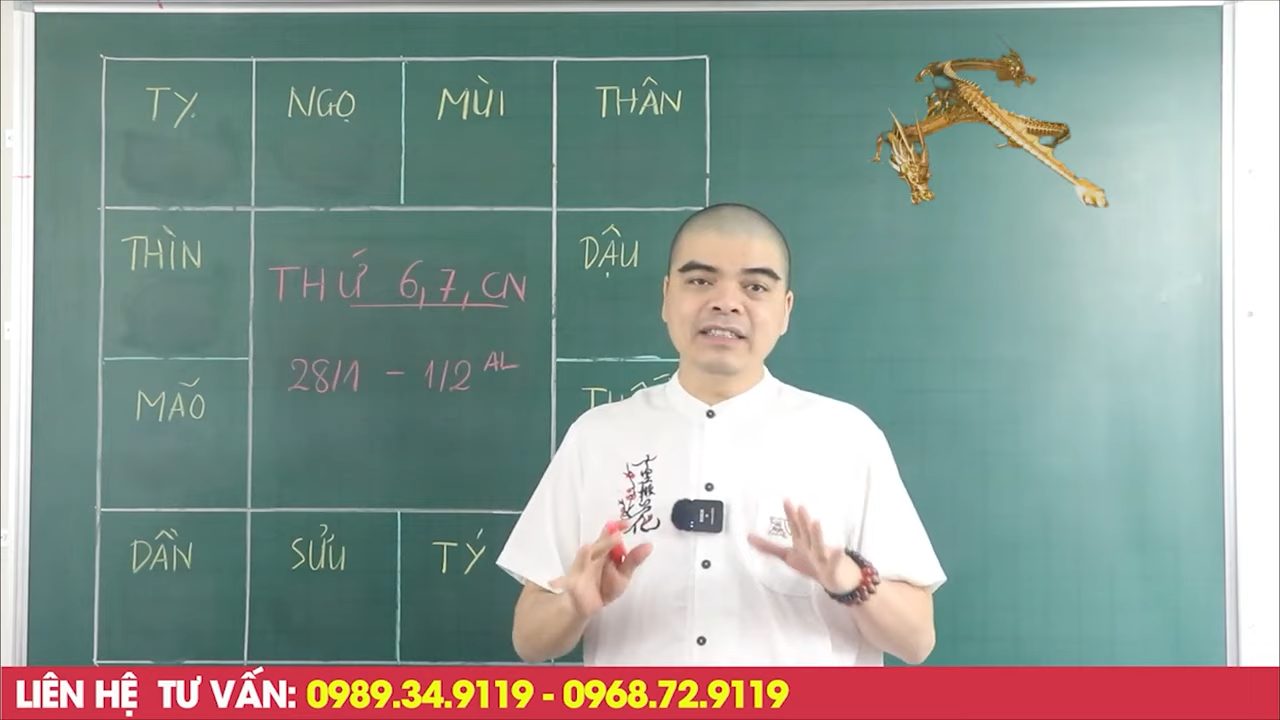 TỴ NGỌ MÙI THÂN
THÌN
DẬU
THỨ 6, 7, CN
28/1 - 1/2 AL
MÃO
DẦN SỬU TÝ
LIÊN HỆ TƯ VẤN: 0989.34.9119 - 0968.72.9119